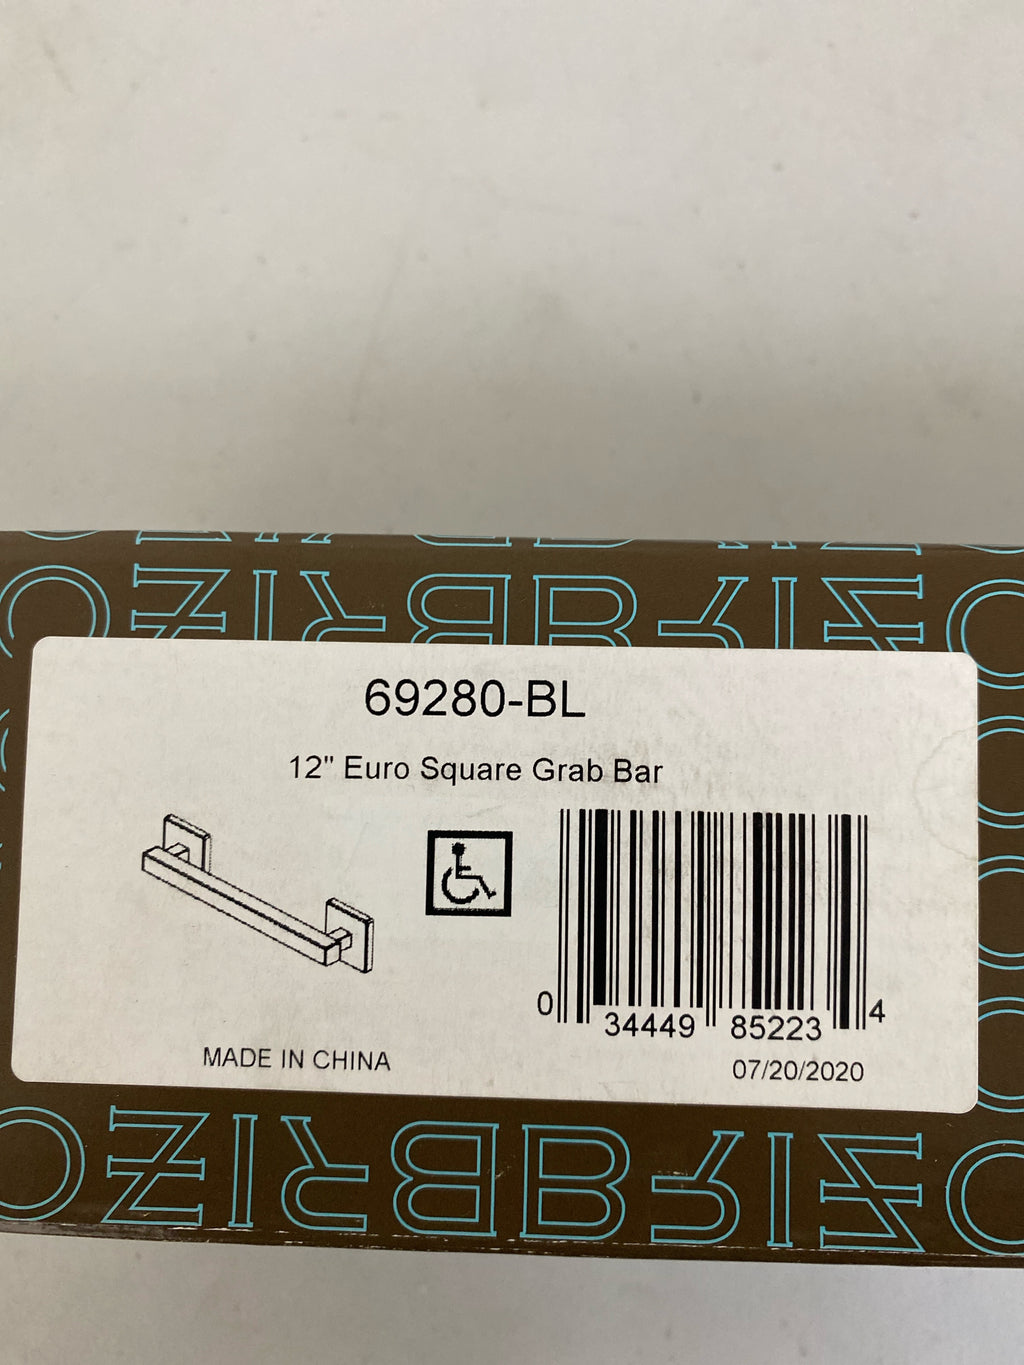 69280-BL
12" Euro Square Grab Bar
0 34449 85223 4
MADE IN CHINA
07/20/2020